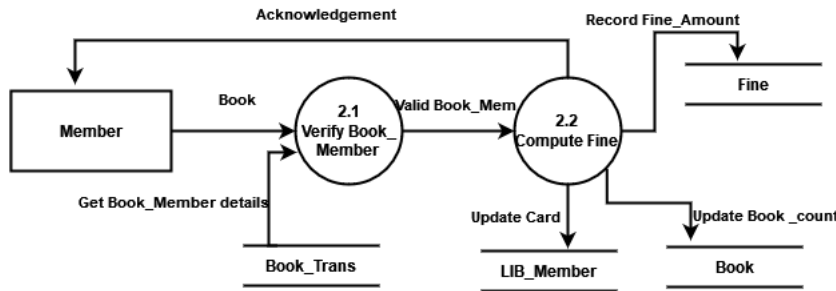 Acknowledgement
Record Fine_Amount
Fine
Book
2.1
Verify Book_
Member
Valid Book_Mem
2.2
Compute Fine
Member
Get Book_Member details
Update Card
Update Book _count
Book_Trans
LIB_Member
Book